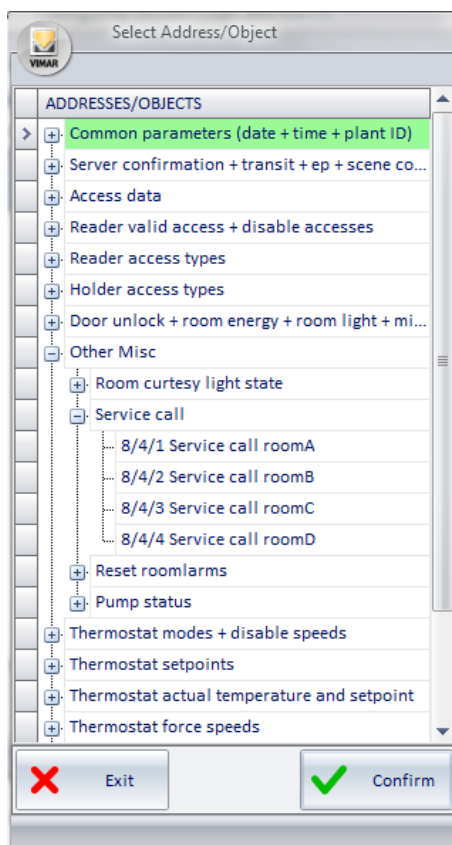 Select Address/Object
VIMAR
ADDRESSES/OBJECTS
Common parameters (date + time + plant ID)
Server confirmation + transit + ep + scene co...
Access data
Reader valid access + disable accesses
Reader access types
Holder access types
Door unlock + room energy + room light + mi...
Other Misc
Room curtesy light state
Service call
8/4/1 Service call roomA
8/4/2 Service call roomB
8/4/3 Service call roomC
8/4/4 Service call roomD
Reset roomlarms
Pump status
Thermostat modes + disable speeds
Thermostat setpoints
Thermostat actual temperature and setpoint
Thermostat force speeds
Exit
Confirm